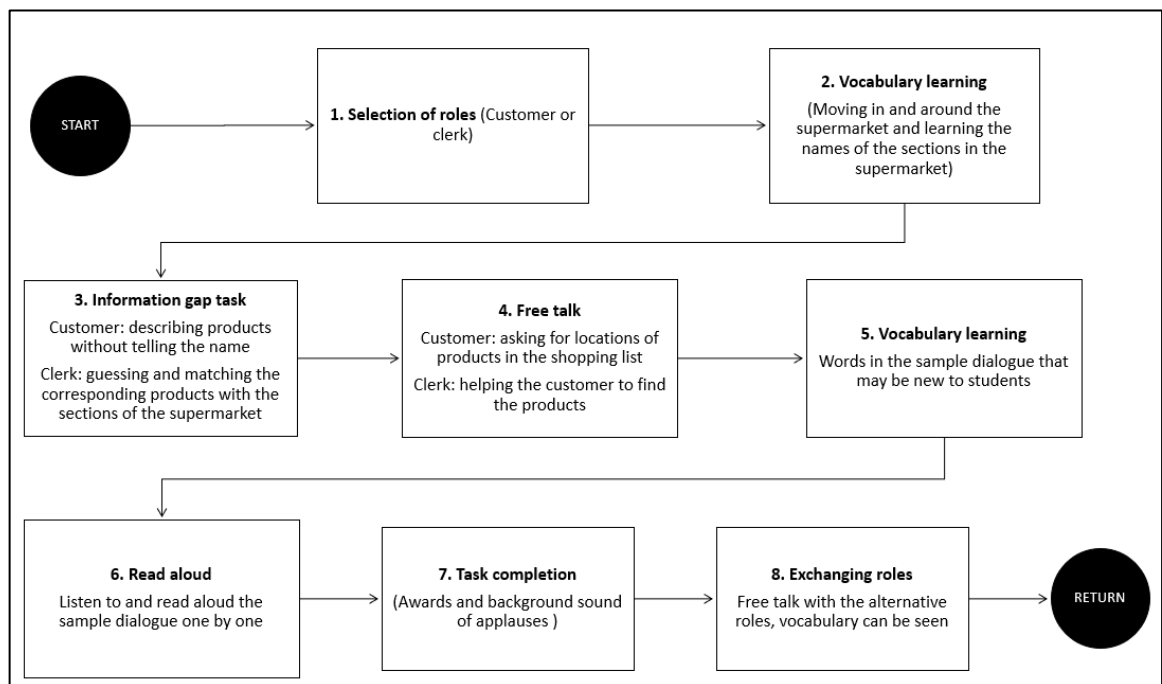 START
1. Selection of roles (Customer or
clerk)
2. Vocabulary learning
(Moving in and around the
supermarket and learning the
names of the sections in the
supermarket)
3. Information gap task
Customer: describing products
without telling the name
Clerk: guessing and matching the
corresponding products with the
sections of the supermarket
4. Free talk
Customer: asking for locations of
products in the shopping list
Clerk: helping the customer to find
the products
5. Vocabulary learning
Words in the sample dialogue that
may be new to students
6. Read aloud
Listen to and read aloud the
sample dialogue one by one
7. Task completion
(Awards and background sound
of applauses )
8. Exchanging roles
Free talk with the alternative
roles, vocabulary can be seen
RETURN